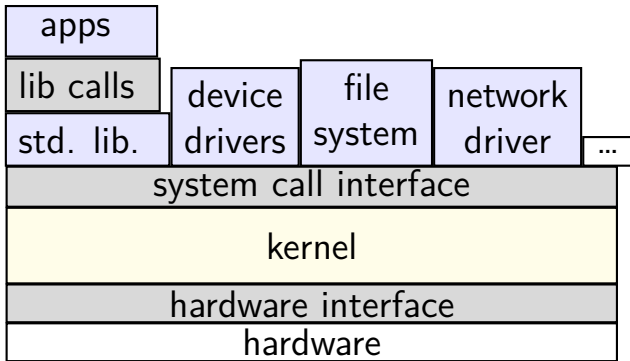 apps
lib calls
std. lib.
device
drivers
file
system
network
driver
...
system call interface
kernel
hardware interface
hardware